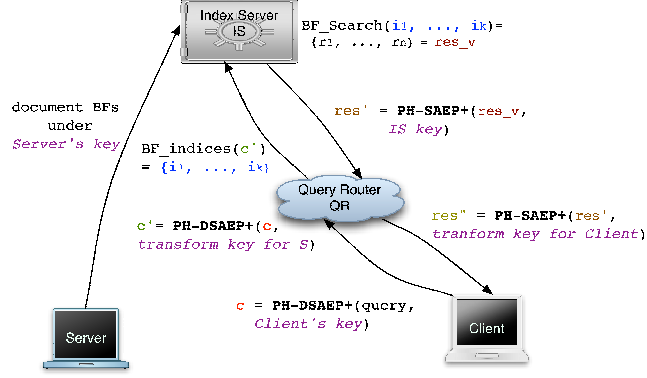 Index Server
IS
BF_Search(i1, ..., ik)=
{r1, ..., rn} = res_v
document BFs
under
Server's key
res' = PH-SAEP+(res_v,
IS key)
BF_indices(c')
= {i1, ..., ik}
Query Router
QR
c'= PH-DSAEP+(c,
transform key for S)
res" = PH-SAEP+(res',
tranform key for Client)
c = PH-DSAEP+(query,
Client's key)
Server
Client